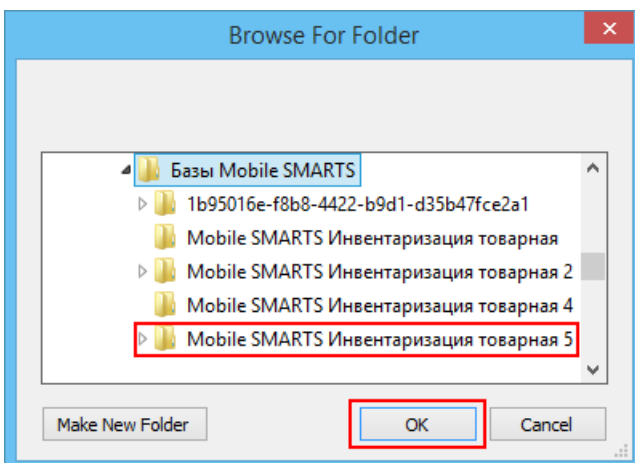 Browse For Folder
Базы Mobile SMARTS
1b95016e-f8b8-4422-b9d1-d35b47fce2a1
Mobile SMARTS Инвентаризация товарная
Mobile SMARTS Инвентаризация товарная 2
Mobile SMARTS Инвентаризация товарная 4
Mobile SMARTS Инвентаризация товарная 5
Make New Folder OK Cancel